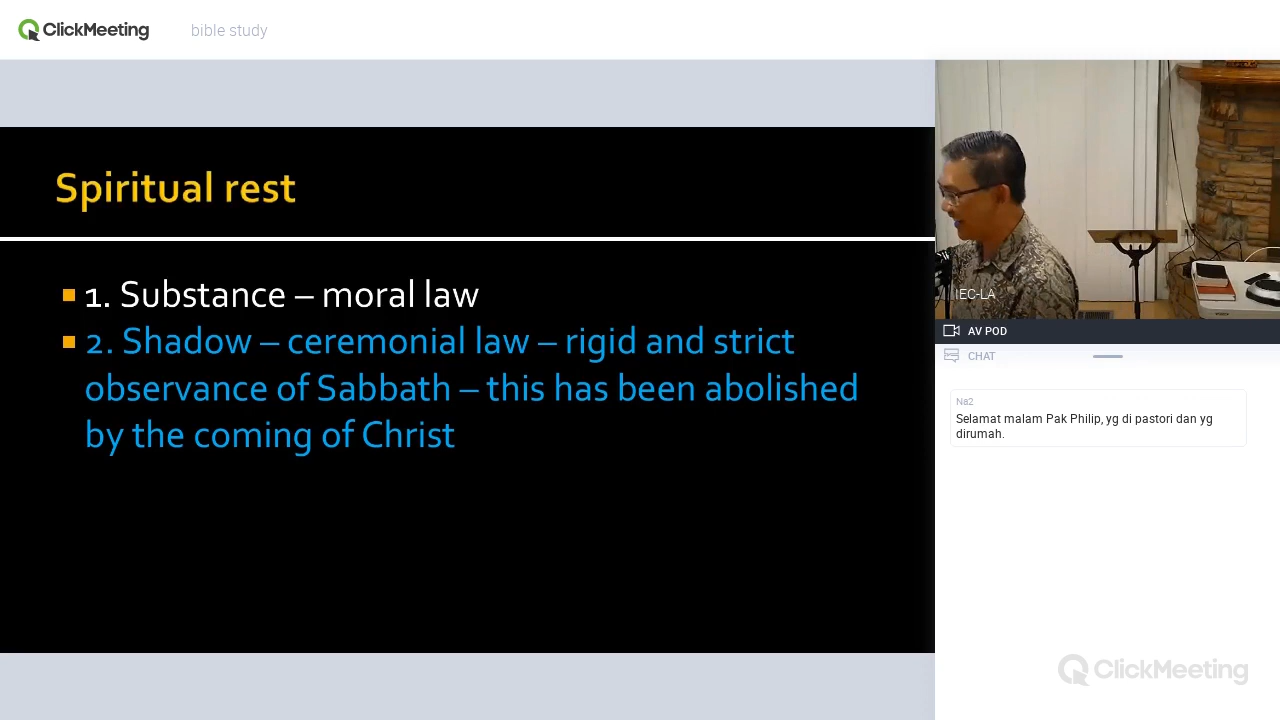 ClickMeeting
bible study
Spiritual rest
1. Substance – moral law
2. Shadow – ceremonial law – rigid and strict
observance of Sabbath – this has been abolished
by the coming of Christ
IEC-LA
AV POD
CHAT
Na2
Selamat malam Pak Philip, yg di pastori dan yg
dirumah.
ClickMeeting